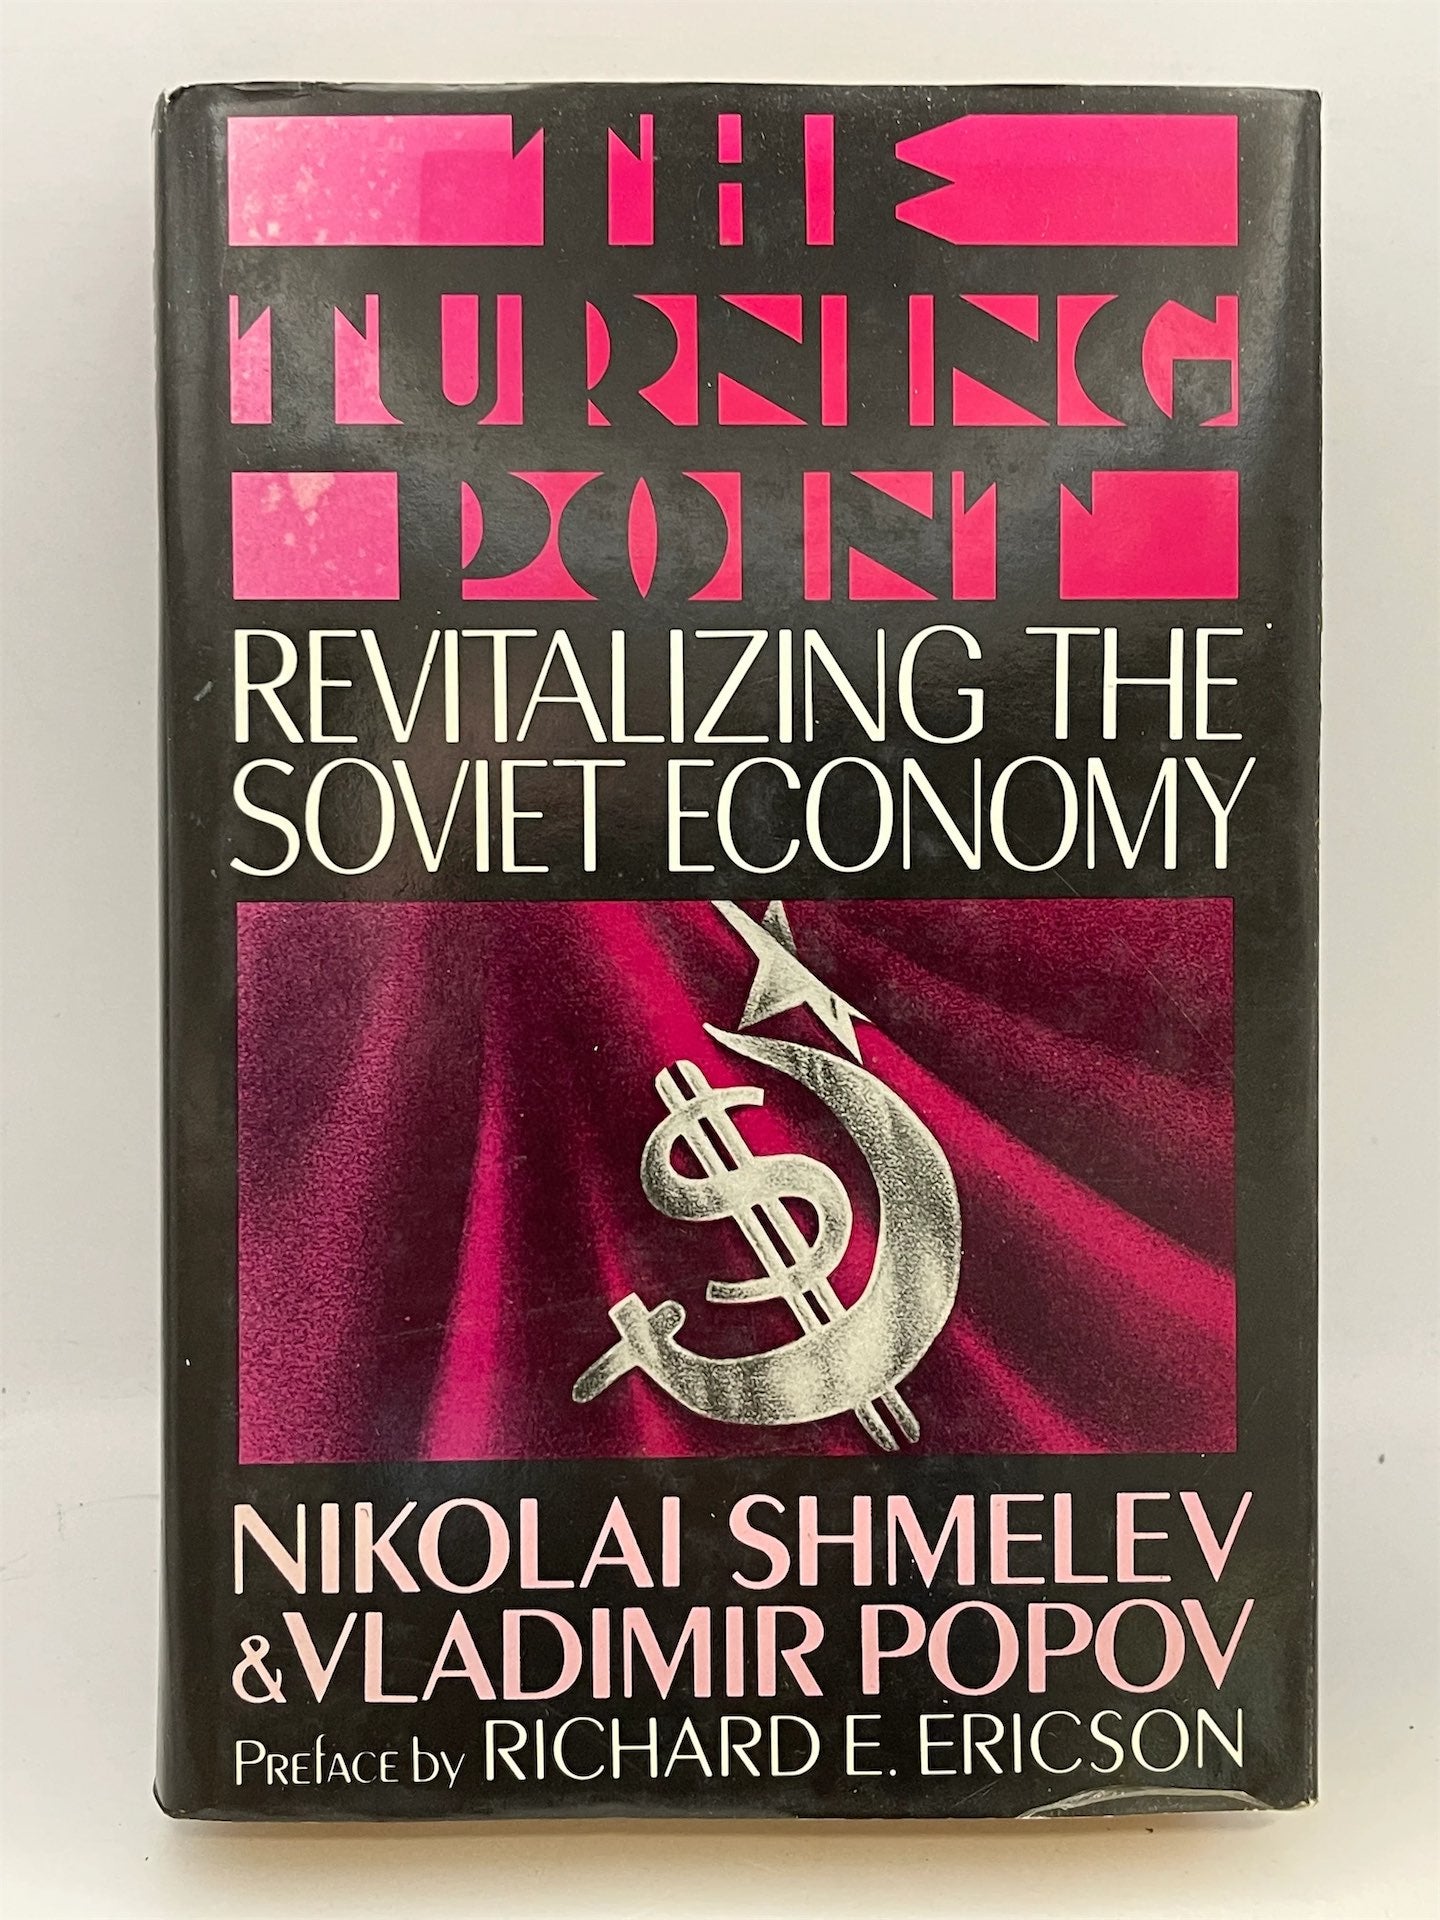 THE
TURNING
POINT
REVITALIZING THE
SOVIET ECONOMY
$
NIKOLAI SHMELEV
& VLADIMIR POPOV
PREFACE by RICHARD E. ERICSON